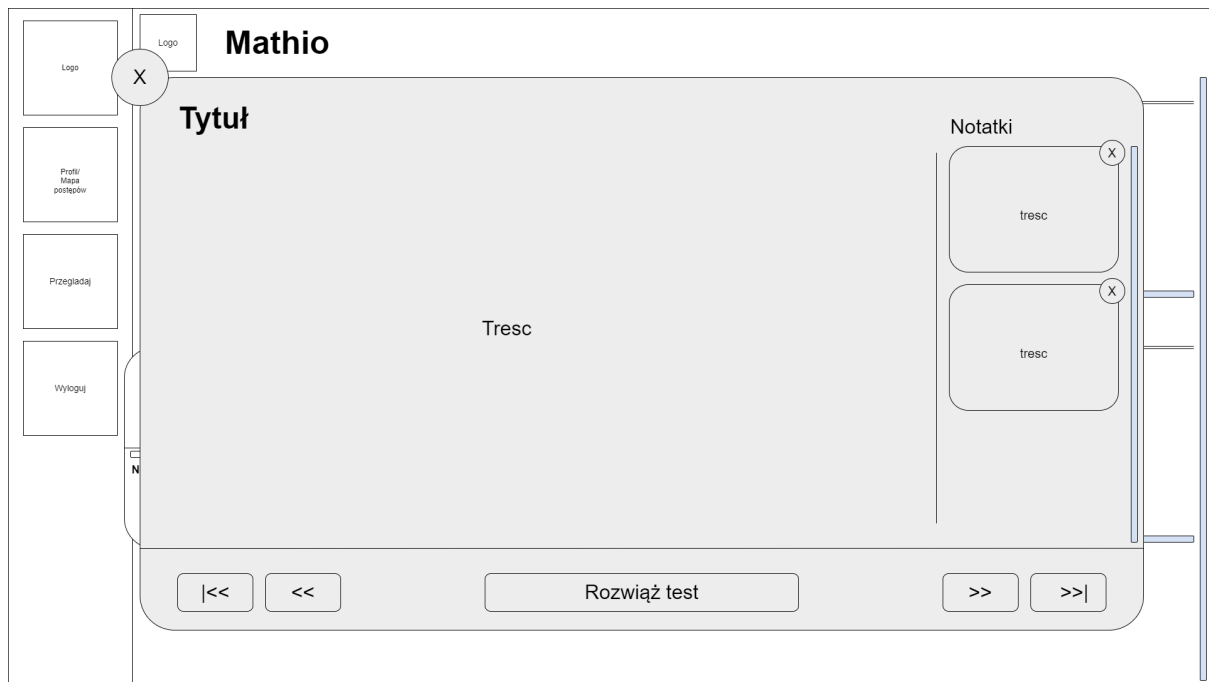 Logo
Profil/
Mapa
postępów
Przegladaj
Wyloguj
Logo
Mathio
X
Tytuł
Tresc
Notatki
X
tresc
X
tresc
N
|<<
<<
Rozwiąż test
>>
>>|